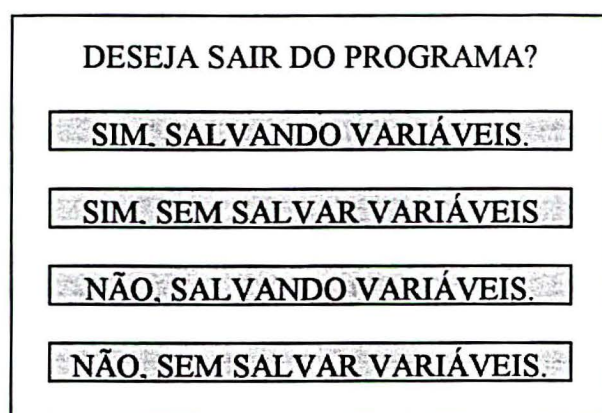 DESEJA SAIR DO PROGRAMA?
SIM, SALVANDO VARIÁVEIS.
SIM, SEM SALVAR VARIÁVEIS
NÃO, SALVANDO VARIÁVEIS.
NÃO, SEM SALVAR VARIÁVEIS.